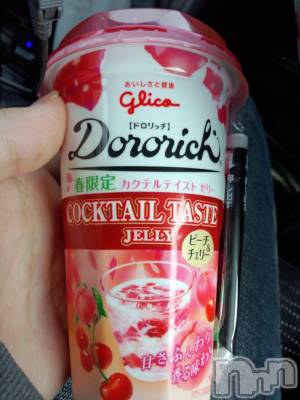 おいしさと健康
glico
【ドロリッチ】
Dororich
春限定 カクテルテイスト ゼリー
COCKTAIL TASTE
JELLY
ピーチ&
チェリー
甘さふんわり
香る味わい